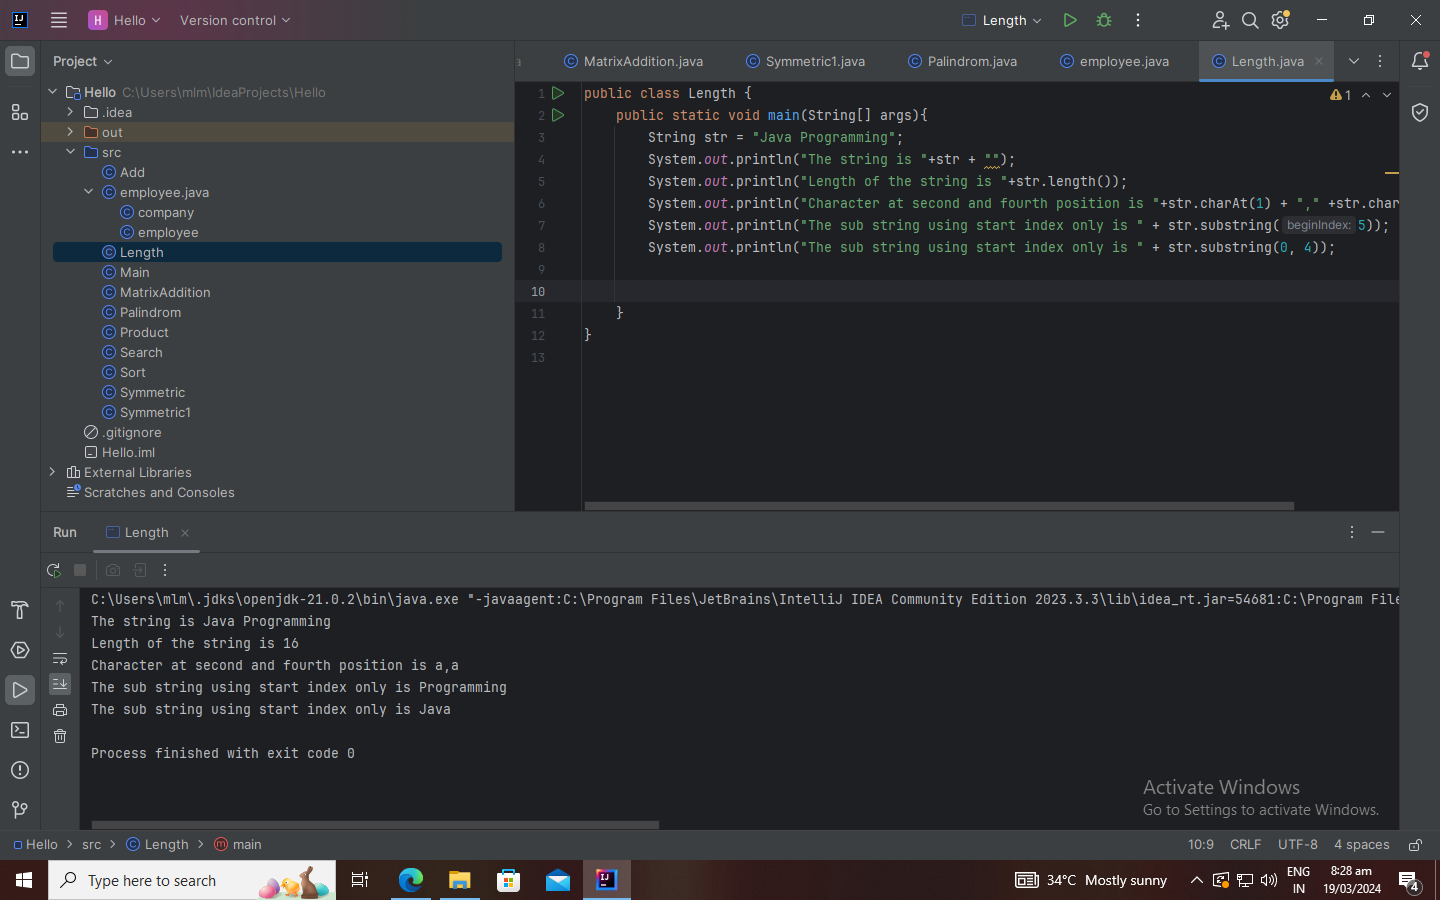 H Hello Version control Length
Project
MatrixAddition.java Symmetric1.java Palindrom.java employee.java Length.java
Hello C:\Users\mlm\IdeaProjects\Hello
.idea
out
src
Add
employee.java
company
employee
Length
Main
MatrixAddition
Palindrom
Product
Search
Sort
Symmetric
Symmetric1
.gitignore
Hello.iml
External Libraries
Scratches and Consoles
1 public class Length {
2 public static void main(String[] args){
3 String str = "Java Programming";
4 System.out.println("The string is "+str + "");
5 System.out.println("Length of the string is "+str.length());
6 System.out.println("Character at second and fourth position is "+str.charAt(1) + "," +str.char
7 System.out.println("The sub string using start index only is " + str.substring( beginIndex: 5));
8 System.out.println("The sub string using start index only is " + str.substring(0, 4));
9
10
11 }
12 }
13
1
Run Length
C:\Users\mlm\.jdks\openjdk-21.0.2\bin\java.exe "-javaagent:C:\Program Files\JetBrains\IntelliJ IDEA Community Edition 2023.3.3\lib\idea_rt.jar=54681:C:\Program File
The string is Java Programming
Length of the string is 16
Character at second and fourth position is a,a
The sub string using start index only is Programming
The sub string using start index only is Java
Process finished with exit code 0
Activate Windows
Go to Settings to activate Windows.
Hello src Length main
10:9 CRLF UTF-8 4 spaces
Type here to search
34°C Mostly sunny
ENG
IN
8:28 am
19/03/2024
4